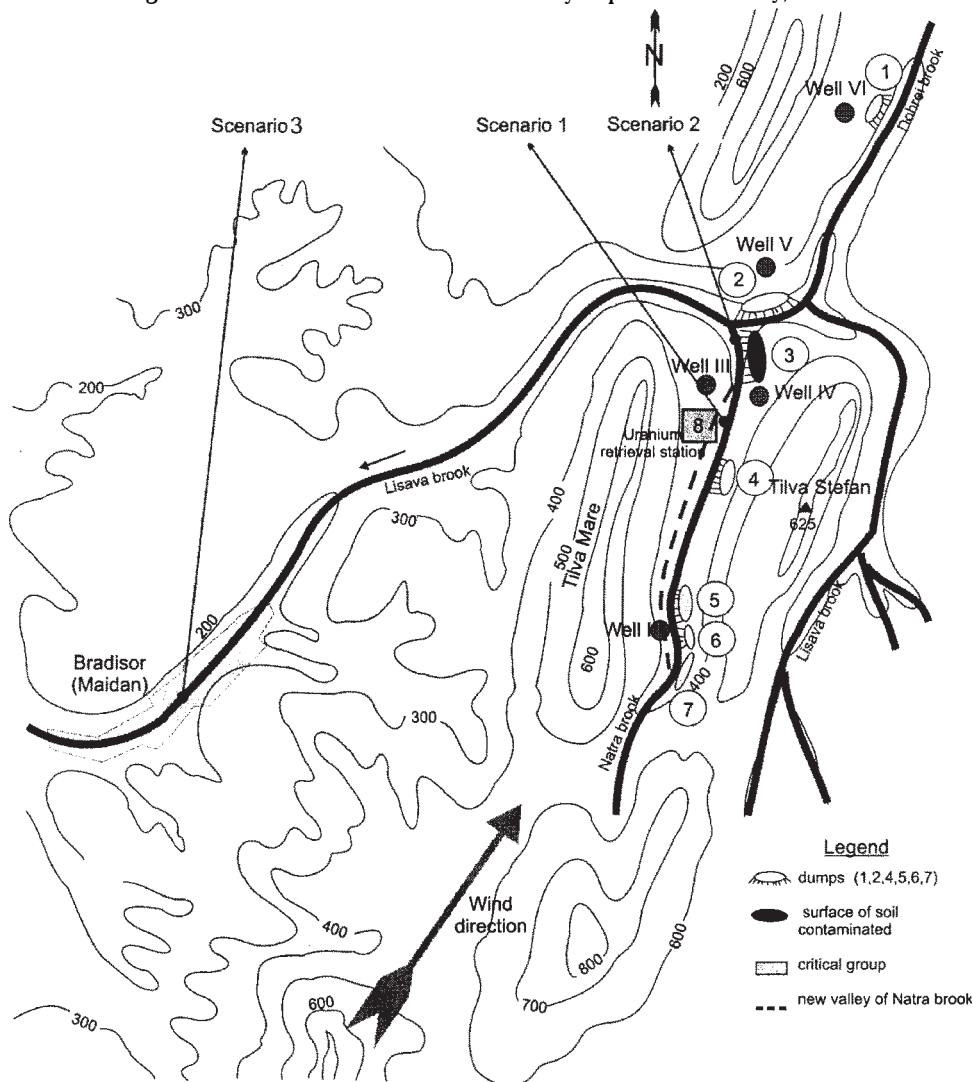 N
200
600
1
Well VI
Dobrei brook
Scenario 3
Scenario 1
Scenario 2
Well V
2
300
200
Well III
3
Well IV
8
Uranium
retrieval station
4
Tilva Stefan
625
Lisava brook
300
400
500
Tilva Mare
600
5
Well I
6
400
7
Lisava brook
Natra brook
200
Bradisor
(Maidan)
300
Wind
direction
400
600
300
800
700
600
Legend
dumps (1,2,4,5,6,7)
surface of soil
contaminated
critical group
new valley of Natra brook